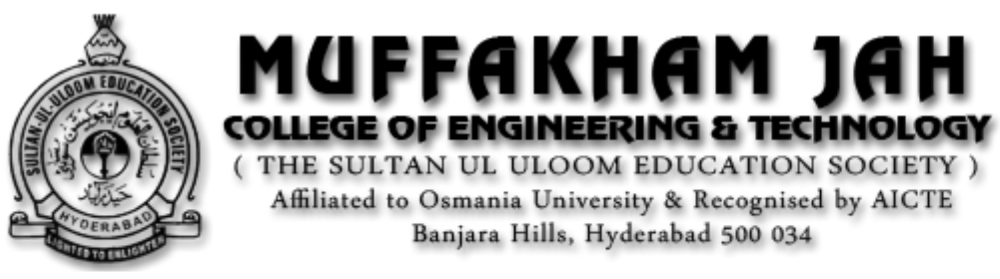 SULTAN-UL-ULOOM EDUCATION SOCIETY
حيدرآباد
HYDERABAD
LIGHTED TO ENLIGHTEN
MUFFAKHAM JAH
COLLEGE OF ENGINEERING & TECHNOLOGY
( THE SULTAN UL ULOOM EDUCATION SOCIETY )
Affiliated to Osmania University & Recognised by AICTE
Banjara Hills, Hyderabad 500 034